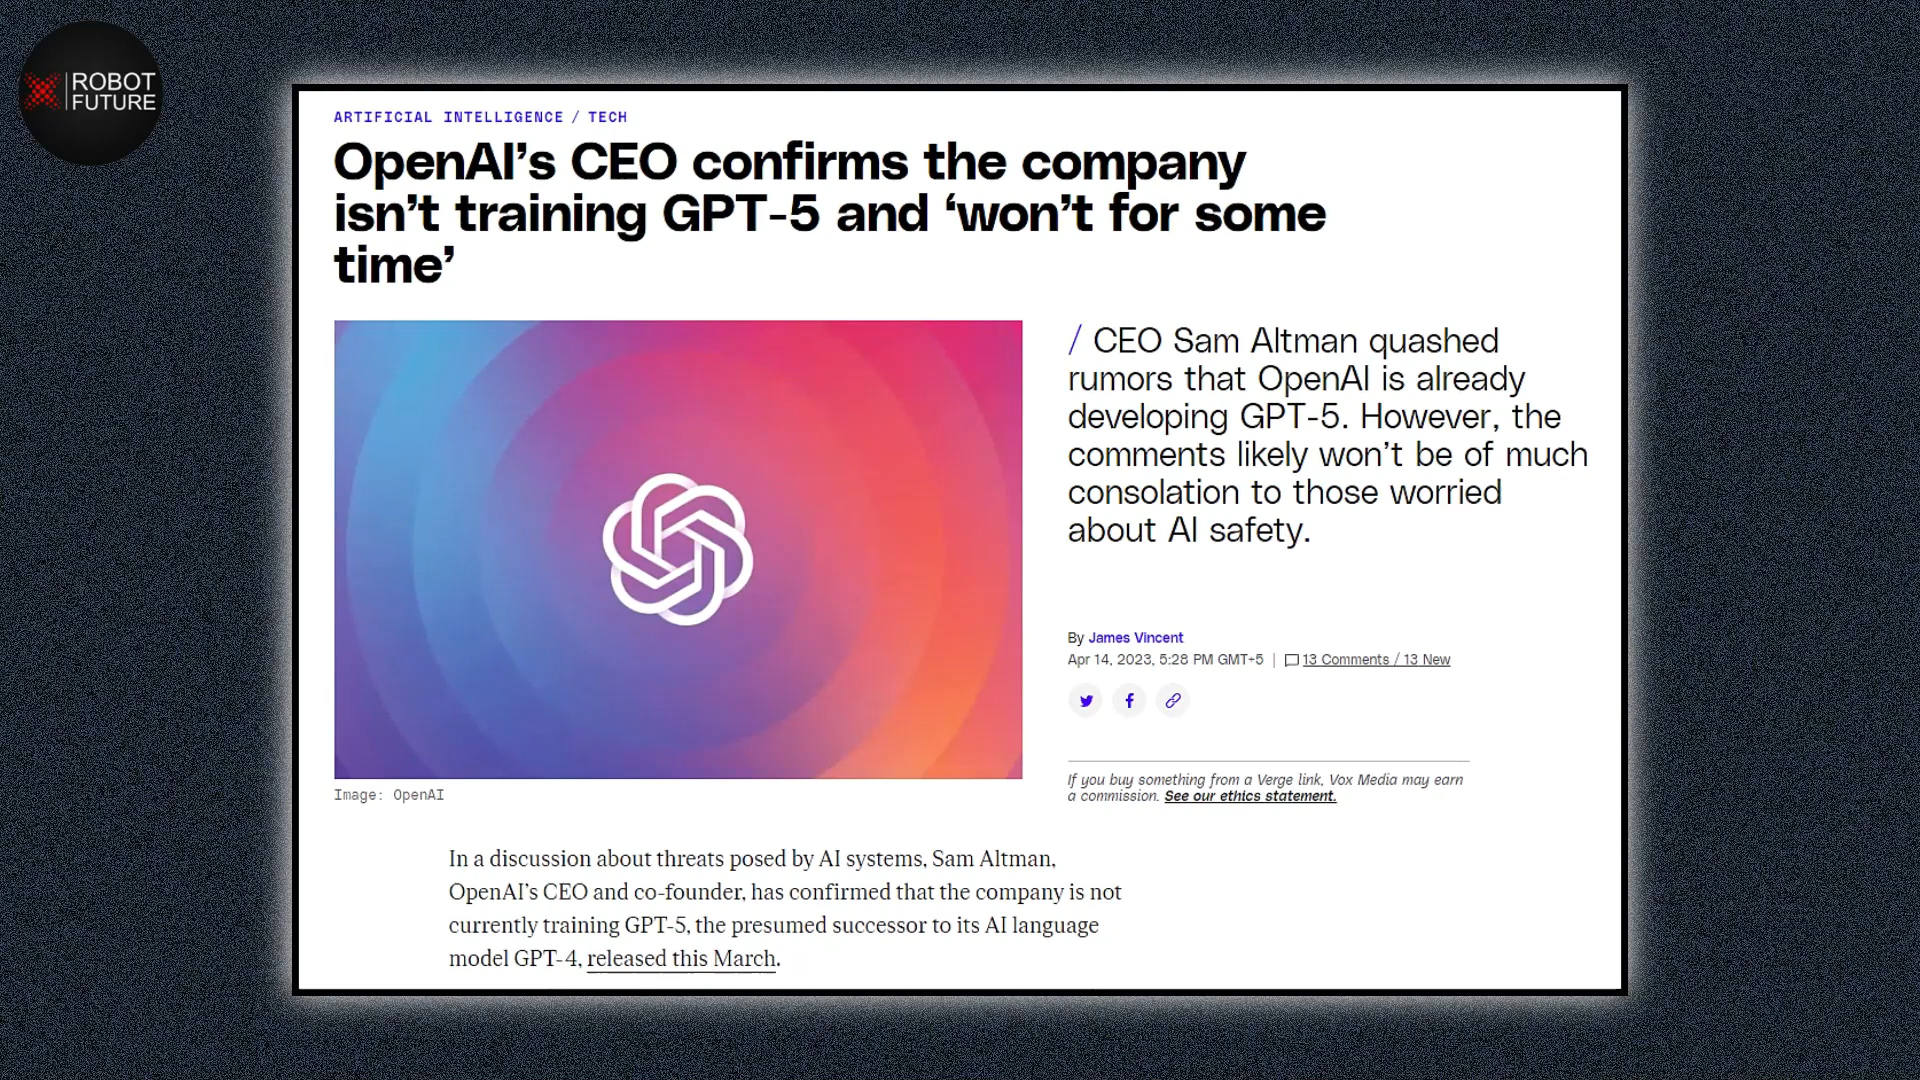 ROBOT
FUTURE
ARTIFICIAL INTELLIGENCE / TECH
OpenAI’s CEO confirms the company
isn’t training GPT-5 and ‘won’t for some
time’
/ CEO Sam Altman quashed
rumors that OpenAI is already
developing GPT-5. However, the
comments likely won’t be of much
consolation to those worried
about AI safety.
By James Vincent
Apr 14, 2023, 5:28 PM GMT+5 | 13 Comments / 13 New
If you buy something from a Verge link, Vox Media may earn
a commission. See our ethics statement.
Image: OpenAI
In a discussion about threats posed by AI systems, Sam Altman,
OpenAI’s CEO and co-founder, has confirmed that the company is not
currently training GPT-5, the presumed successor to its AI language
model GPT-4, released this March.